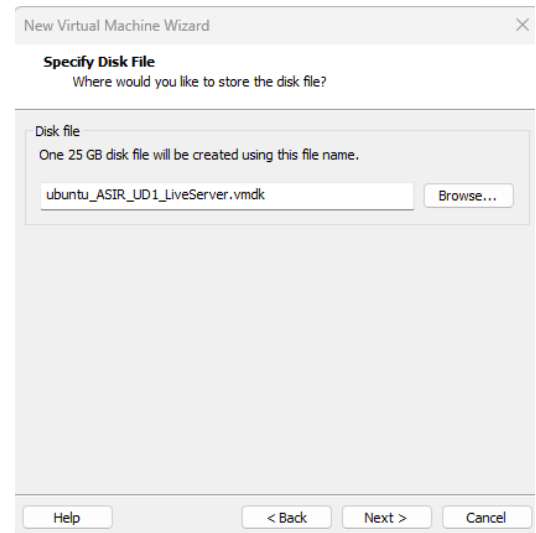 New Virtual Machine Wizard
Specify Disk File
Where would you like to store the disk file?
Disk file
One 25 GB disk file will be created using this file name.
ubuntu_ASIR_UD1_LiveServer.vmdk
Browse...
Help
< Back
Next >
Cancel